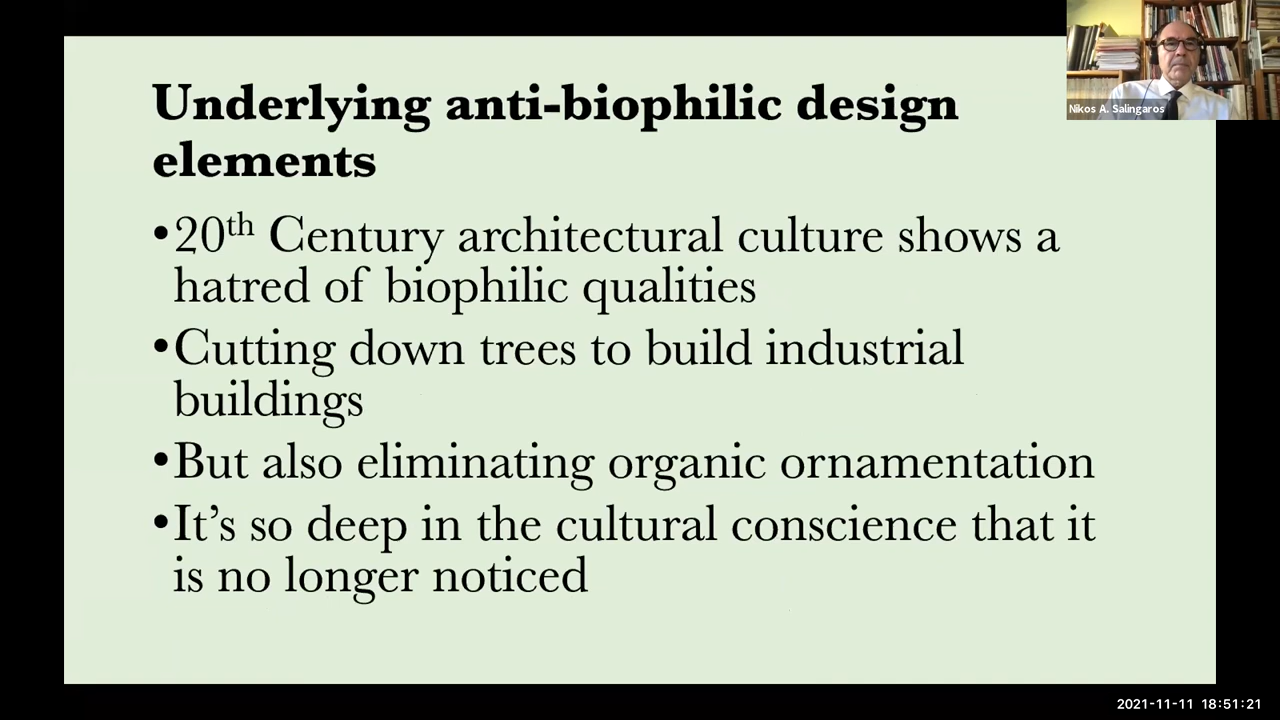 Underlying anti-biophilic design
elements
•20th Century architectural culture shows a
hatred of biophilic qualities
•Cutting down trees to build industrial
buildings
•But also eliminating organic ornamentation
•It’s so deep in the cultural conscience that it
is no longer noticed
Nikos A. Salingaros
2021-11-11 18:51:21